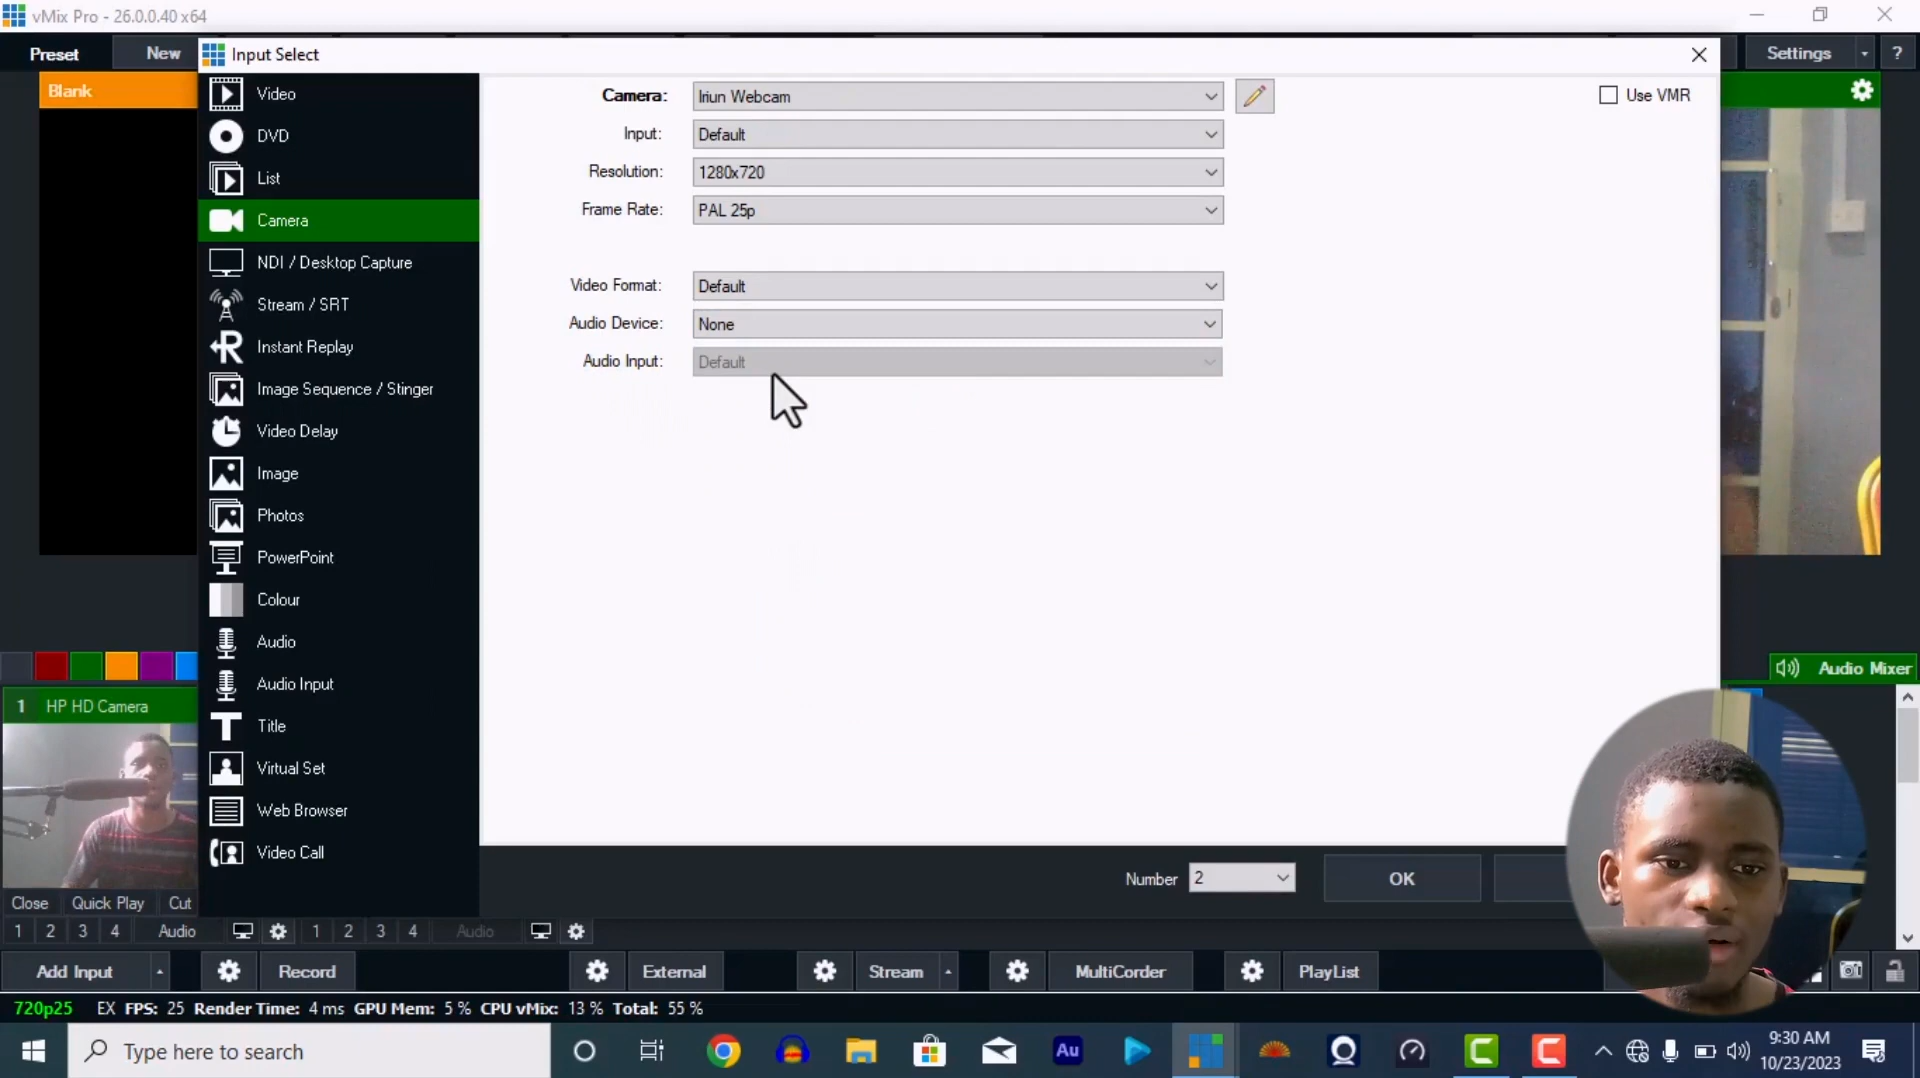 vMix Pro - 26.0.0.40 x64
Preset
New
Input Select
Settings
?
Blank
Video
DVD
List
Camera
NDI / Desktop Capture
Stream / SRT
Instant Replay
Image Sequence / Stinger
Video Delay
Image
Photos
PowerPoint
Colour
Audio
Audio Input
Title
Virtual Set
Web Browser
Video Call
Camera: Iriun Webcam
Use VMR
Input: Default
Resolution: 1280x720
Frame Rate: PAL 25p
Video Format: Default
Audio Device: None
Audio Input: Default
Number 2
OK
Audio Mixer
1 HP HD Camera
Close Quick Play Cut
1 2 3 4 Audio
1 2 3 4 Audio
Add Input
Record
External
Stream
MultiCorder
PlayList
720p25 EX FPS: 25 Render Time: 4 ms GPU Mem: 5 % CPU vMix: 13 % Total: 55 %
Type here to search
Au
9:30 AM
10/23/2023